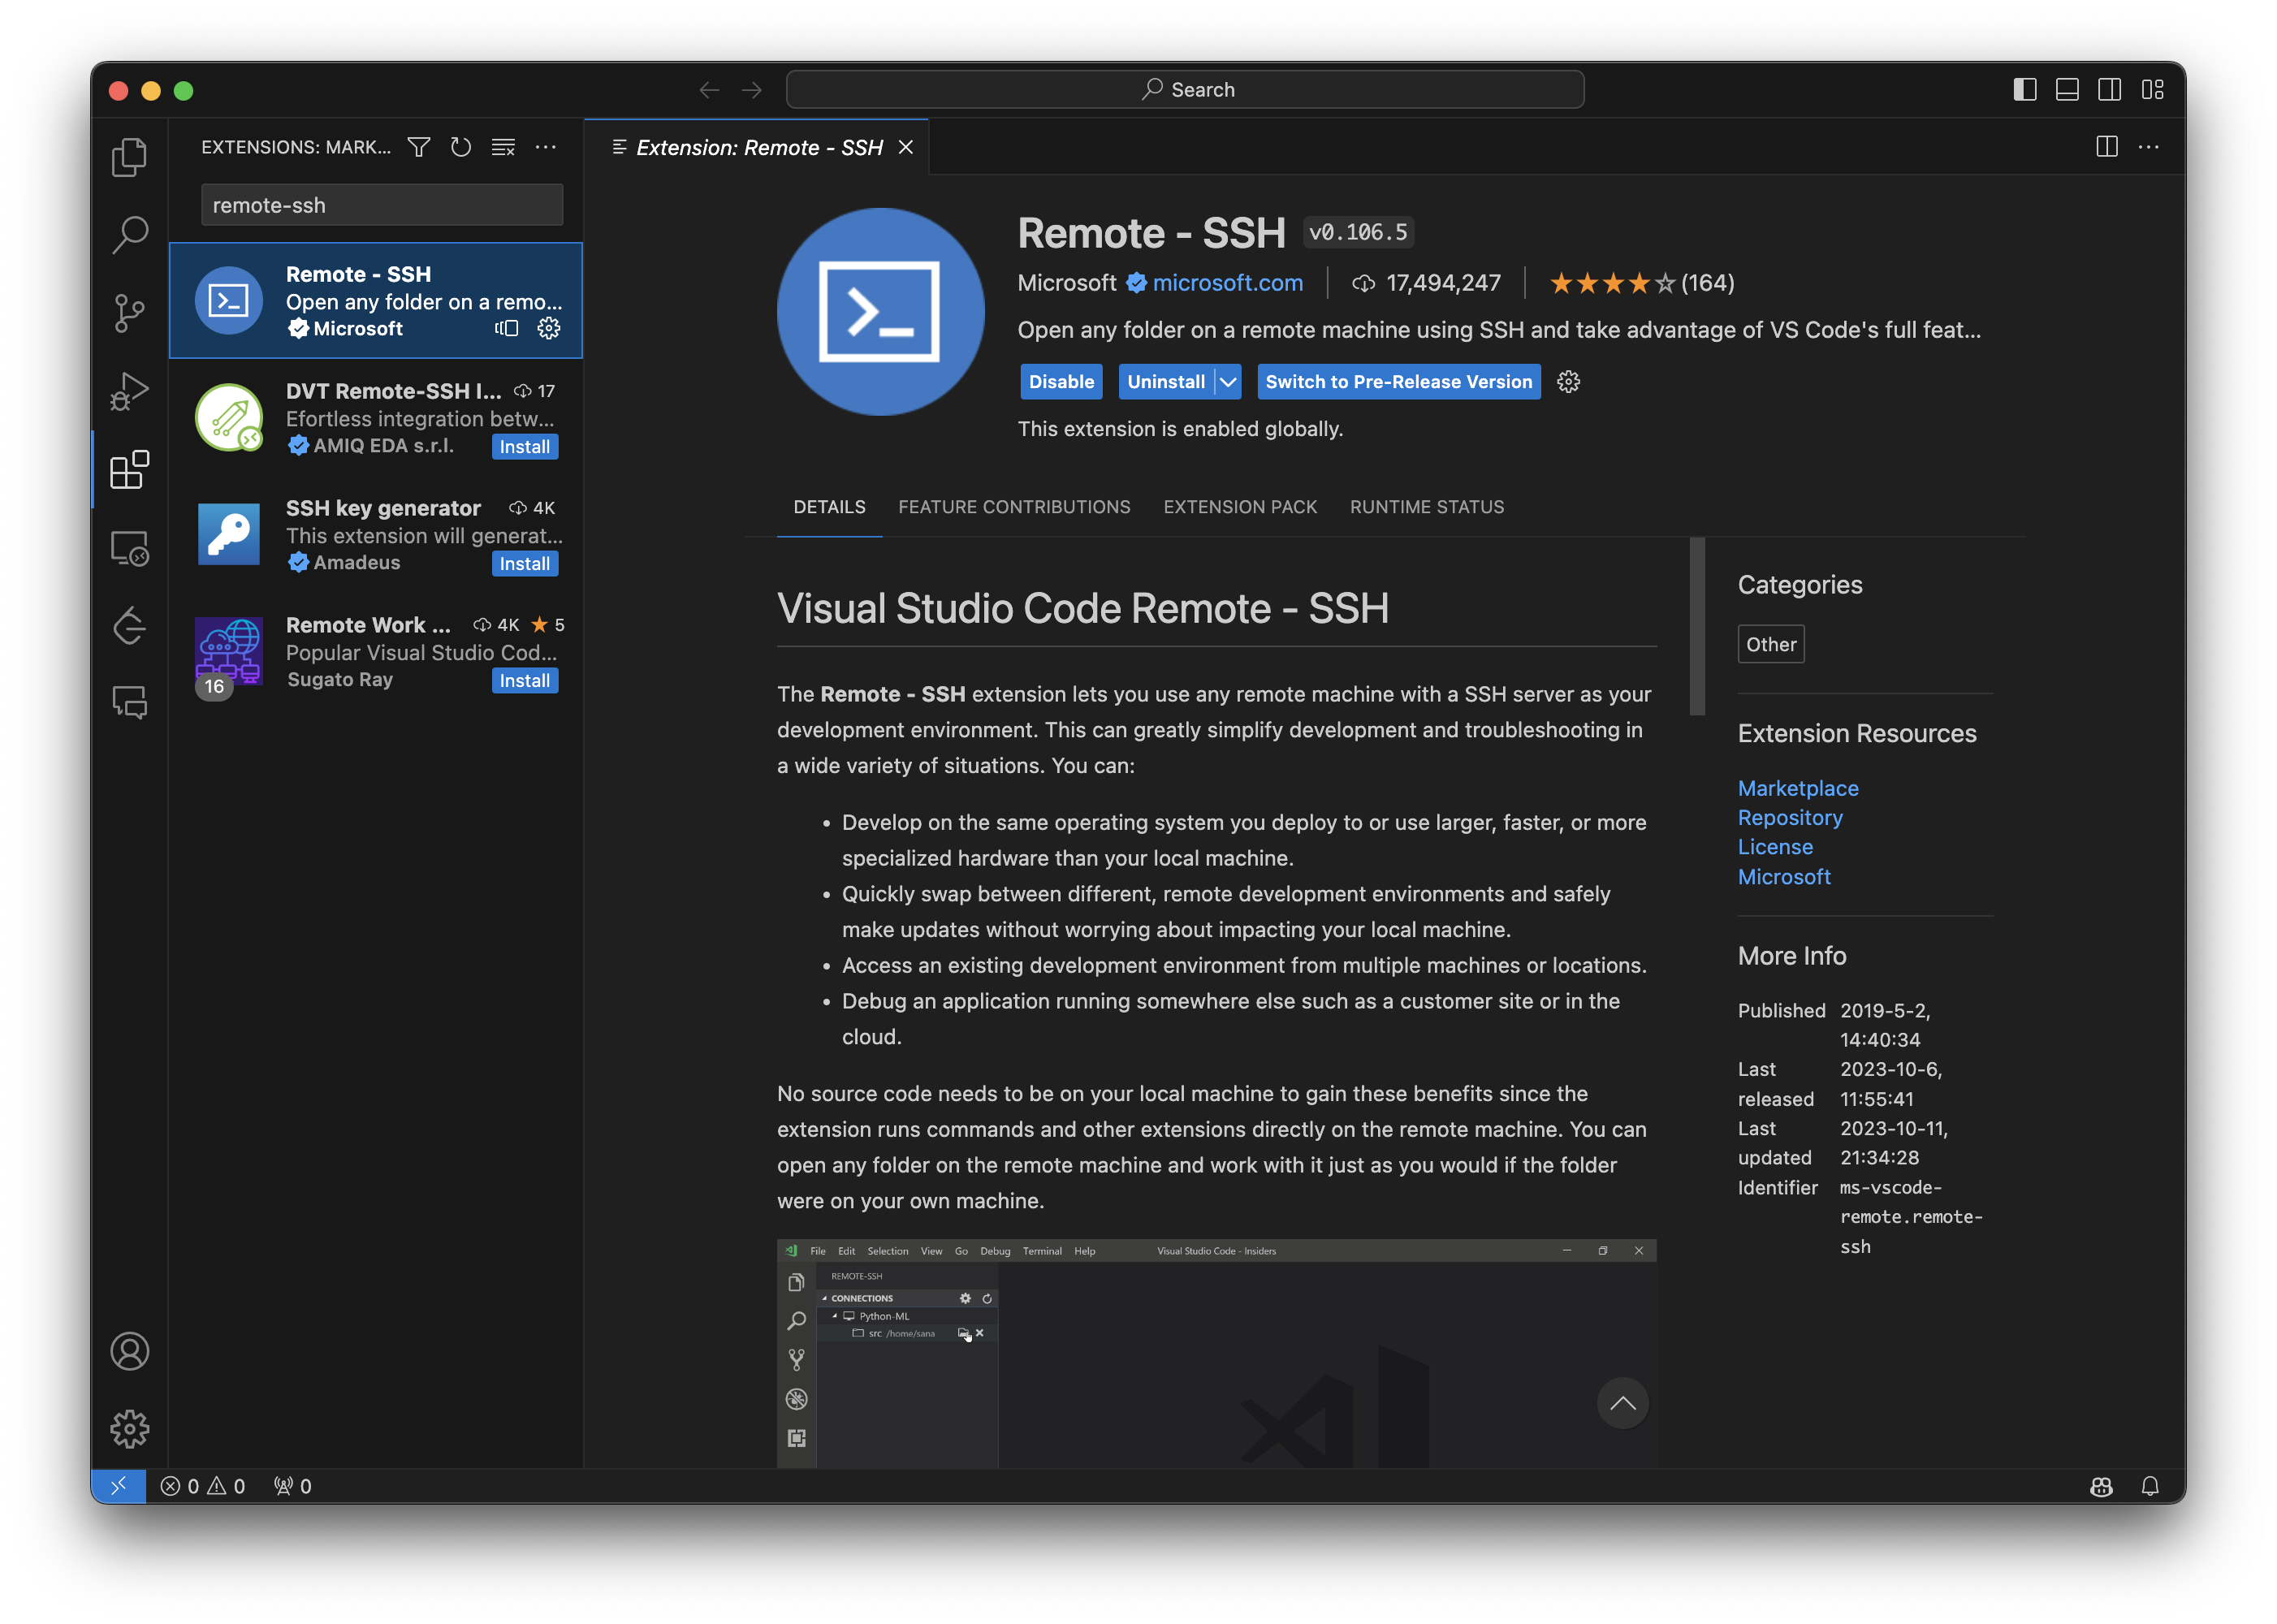 Search
EXTENSIONS: MARK...
remote-ssh
Remote - SSH
Open any folder on a remo...
Microsoft
DVT Remote-SSH I... 17
Efortless integration betw...
AMIQ EDA s.r.l. Install
SSH key generator 4K
This extension will generat...
Amadeus Install
Remote Work ... 4K ★ 5
Popular Visual Studio Cod...
Sugato Ray Install
16
Extension: Remote - SSH
Remote - SSH v0.106.5
Microsoft microsoft.com 17,494,247 ★★★★☆ (164)
Open any folder on a remote machine using SSH and take advantage of VS Code's full feat...
Disable Uninstall Switch to Pre-Release Version
This extension is enabled globally.
DETAILS FEATURE CONTRIBUTIONS EXTENSION PACK RUNTIME STATUS
Visual Studio Code Remote - SSH
The Remote - SSH extension lets you use any remote machine with a SSH server as your
development environment. This can greatly simplify development and troubleshooting in
a wide variety of situations. You can:
• Develop on the same operating system you deploy to or use larger, faster, or more
specialized hardware than your local machine.
• Quickly swap between different, remote development environments and safely
make updates without worrying about impacting your local machine.
• Access an existing development environment from multiple machines or locations.
• Debug an application running somewhere else such as a customer site or in the
cloud.
No source code needs to be on your local machine to gain these benefits since the
extension runs commands and other extensions directly on the remote machine. You can
open any folder on the remote machine and work with it just as you would if the folder
were on your own machine.
File Edit Selection View Go Debug Terminal Help Visual Studio Code - Insiders
REMOTE-SSH
CONNECTIONS
Python-ML
src /home/sana
Categories
Other
Extension Resources
Marketplace
Repository
License
Microsoft
More Info
Published 2019-5-2,
14:40:34
Last 2023-10-6,
released 11:55:41
Last 2023-10-11,
updated 21:34:28
Identifier ms-vscode-
remote.remote-
ssh
0 0 0